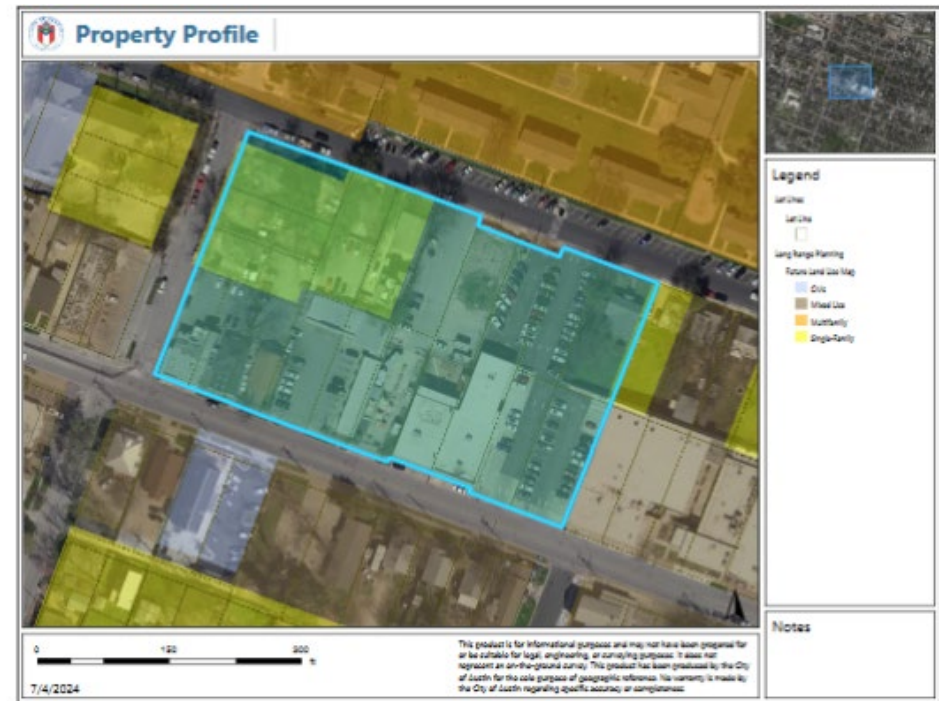 Property Profile
Legend
Lot Lines
Lot Line
Long Range Planning
Future Land Use Map
Civic
Mixed Use
Multifamily
Single-Family
Notes
0 150 300
ft
7/4/2024
This product is for informational purposes and may not have been prepared for
or be suitable for legal, engineering, or surveying purposes. It does not
represent an on-the-ground survey. This product has been produced by the City
of Austin for the sole purpose of geographic reference. No warranty is made by
the City of Austin regarding specific accuracy or completeness.